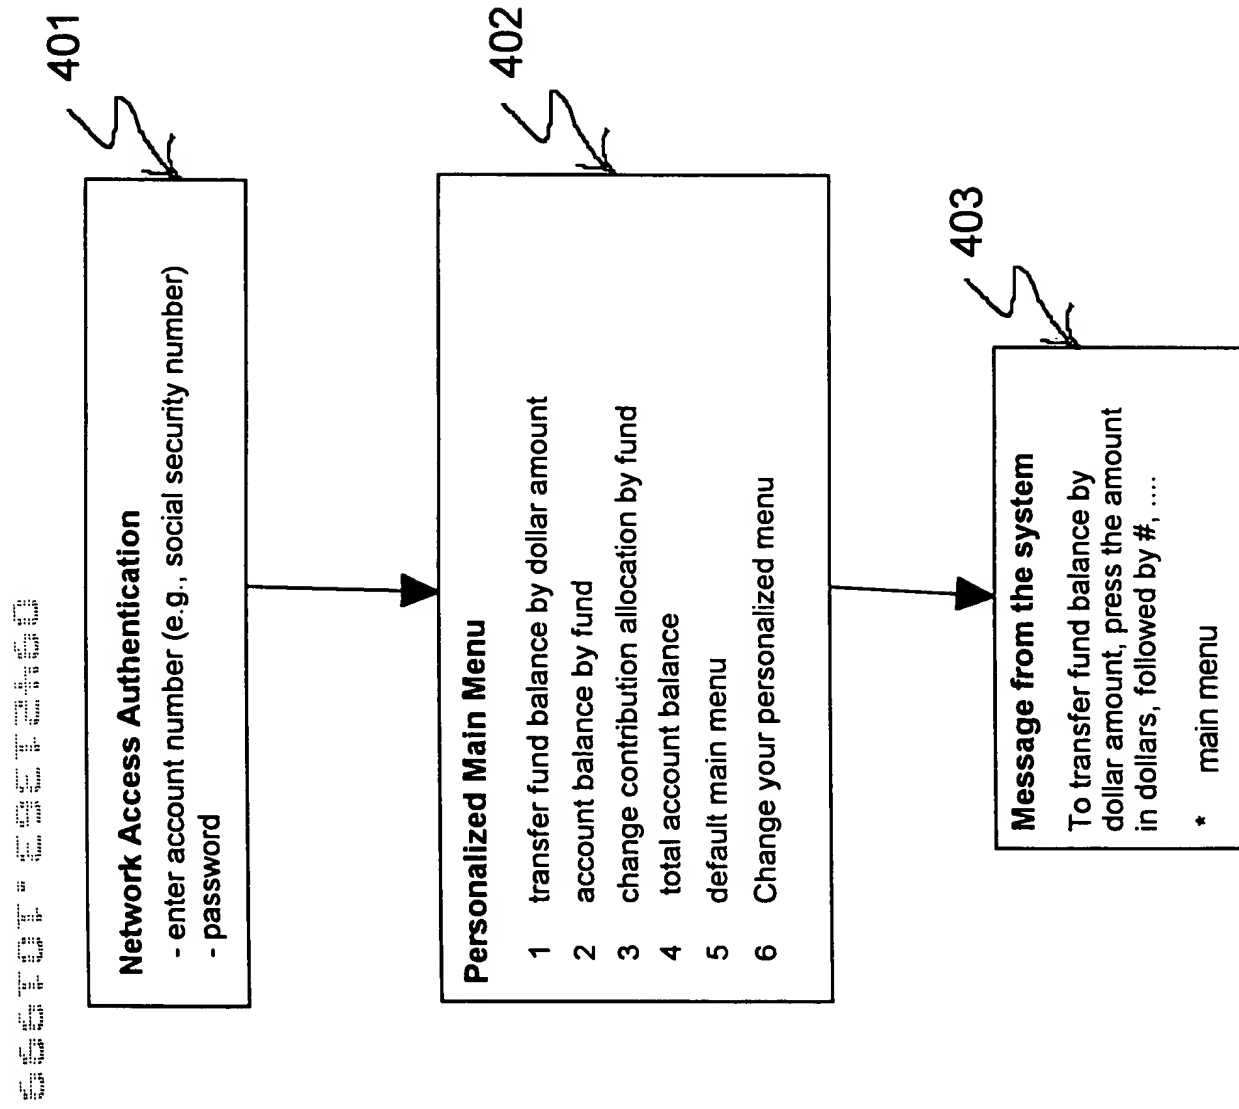 401
Network Access Authentication
- enter account number (e.g., social security number)
- password
402
Personalized Main Menu
1 transfer fund balance by dollar amount
2 account balance by fund
3 change contribution allocation by fund
4 total account balance
5 default main menu
6 Change your personalized menu
403
Message from the system
To transfer fund balance by
dollar amount, press the amount
in dollars, followed by #, ....
* main menu